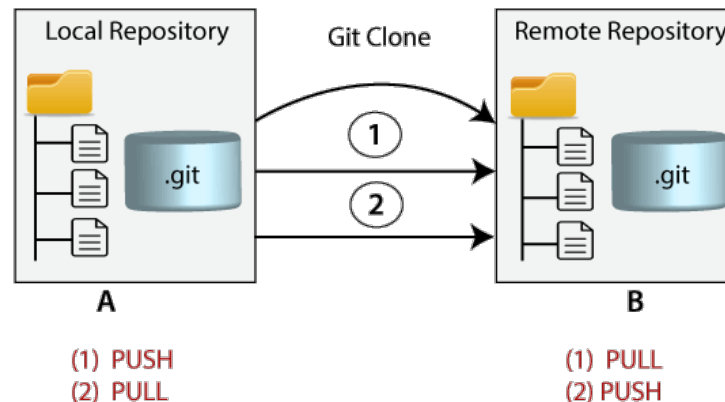 Local Repository
Git Clone
Remote Repository
1
.git
.git
2
A
B
(1) PUSH
(2) PULL
(1) PULL
(2) PUSH